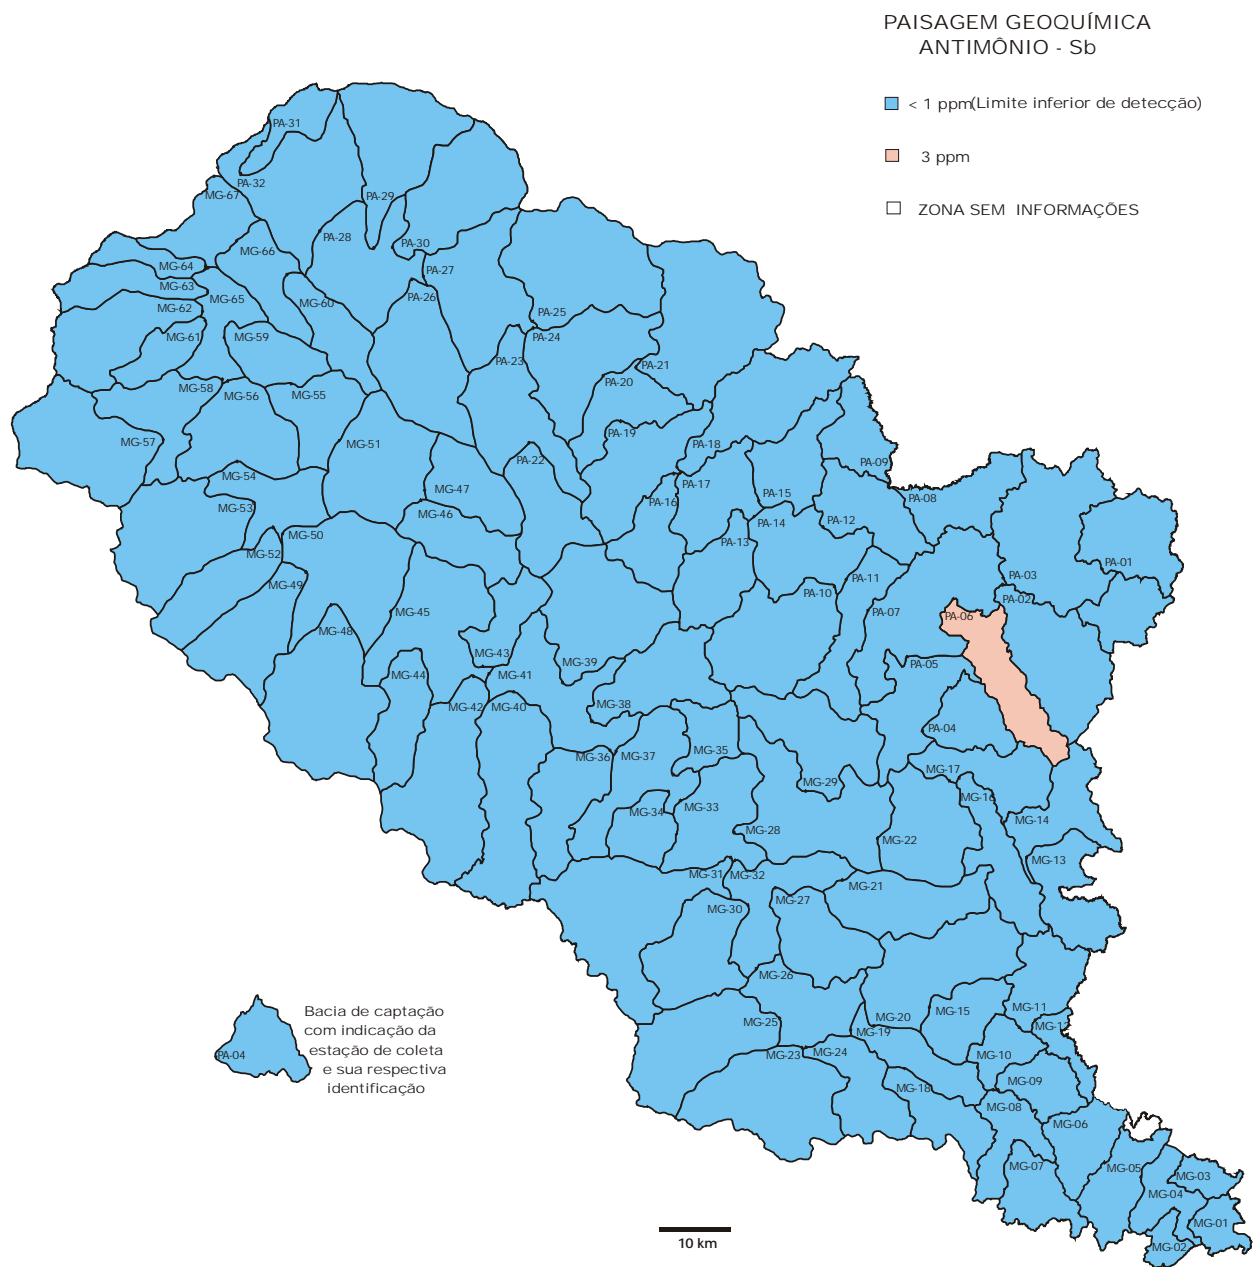 PAISAGEM GEOQUÍMICA
ANTIMÔNIO - Sb
< 1 ppm(Limite inferior de detecção)
3 ppm
ZONA SEM INFORMAÇÕES
PA-31
PA-32
MG-67
PA-29
PA-28
PA-30
MG-66
MG-64
PA-27
MG-63
MG-65
MG-60
PA-26
MG-62
PA-25
MG-61
MG-59
PA-24
PA-23
PA-21
PA-20
MG-58
MG-56
MG-55
PA-19
MG-57
MG-51
PA-18
PA-22
PA-09
MG-54
MG-47
PA-17
PA-15
PA-16
PA-08
MG-53
MG-46
PA-14
PA-12
MG-50
PA-13
MG-52
PA-01
PA-03
PA-11
MG-49
PA-10
PA-02
MG-45
PA-07
PA-06
MG-48
MG-43
MG-39
PA-05
MG-44
MG-41
MG-42
MG-40
MG-38
PA-04
MG-36
MG-37
MG-35
MG-17
MG-29
MG-16
MG-34
MG-33
MG-14
MG-28
MG-22
MG-13
MG-31
MG-32
MG-21
MG-30
MG-27
MG-26
MG-11
MG-15
MG-25
MG-20
MG-1
MG-19
MG-23
MG-24
MG-10
MG-09
MG-18
MG-08
MG-06
MG-07
MG-05
MG-03
MG-04
MG-01
MG-02
PA-04
Bacia de captação
com indicação da
estação de coleta
e sua respectiva
identificação
10 km